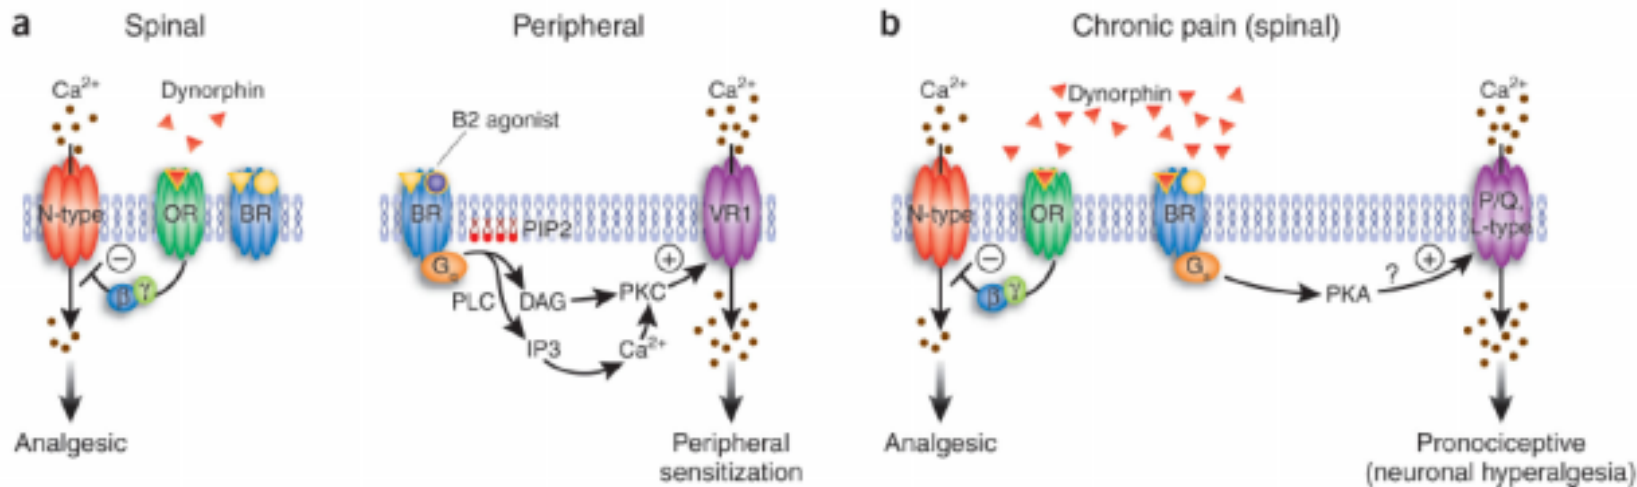 a Spinal Peripheral
Ca2+ Dynorphin
N-type OR BR
−
β γ
Analgesic
B2 agonist
Ca2+
BR PIP2 VR1
G
PLC DAG PKC +
IP3 Ca2+
Peripheral
sensitization
b Chronic pain (spinal)
Ca2+ Dynorphin Ca2+
N-type OR BR P/Q,
L-type
−
β γ
G
PKA ? +
Analgesic
Pronociceptive
(neuronal hyperalgesia)